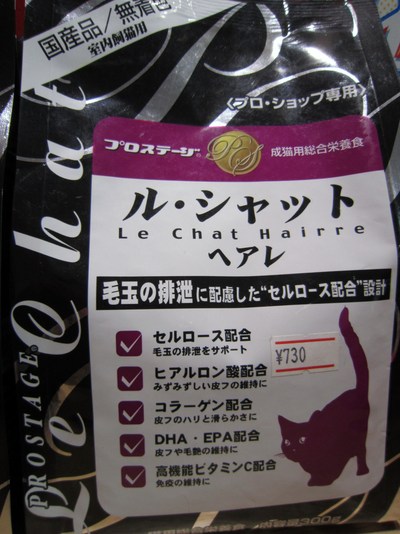 国産品/無着色
室内飼猫用
<プロ・ショップ専用>
プロステージ® PS 成猫用総合栄養食
ル・シャット
Le Chat Hairre
ヘアレ
毛玉の排泄に配慮した"セルロース配合"設計
セルロース配合
毛玉の排泄をサポート
¥730
ヒアルロン酸配合
みずみずしい皮フの維持に
コラーゲン配合
皮フのハリと滑らかさに
DHA・EPA配合
皮フや毛艶の維持に
高機能ビタミンC配合
免疫の維持に
PROSTAGE
Le Chat
300g